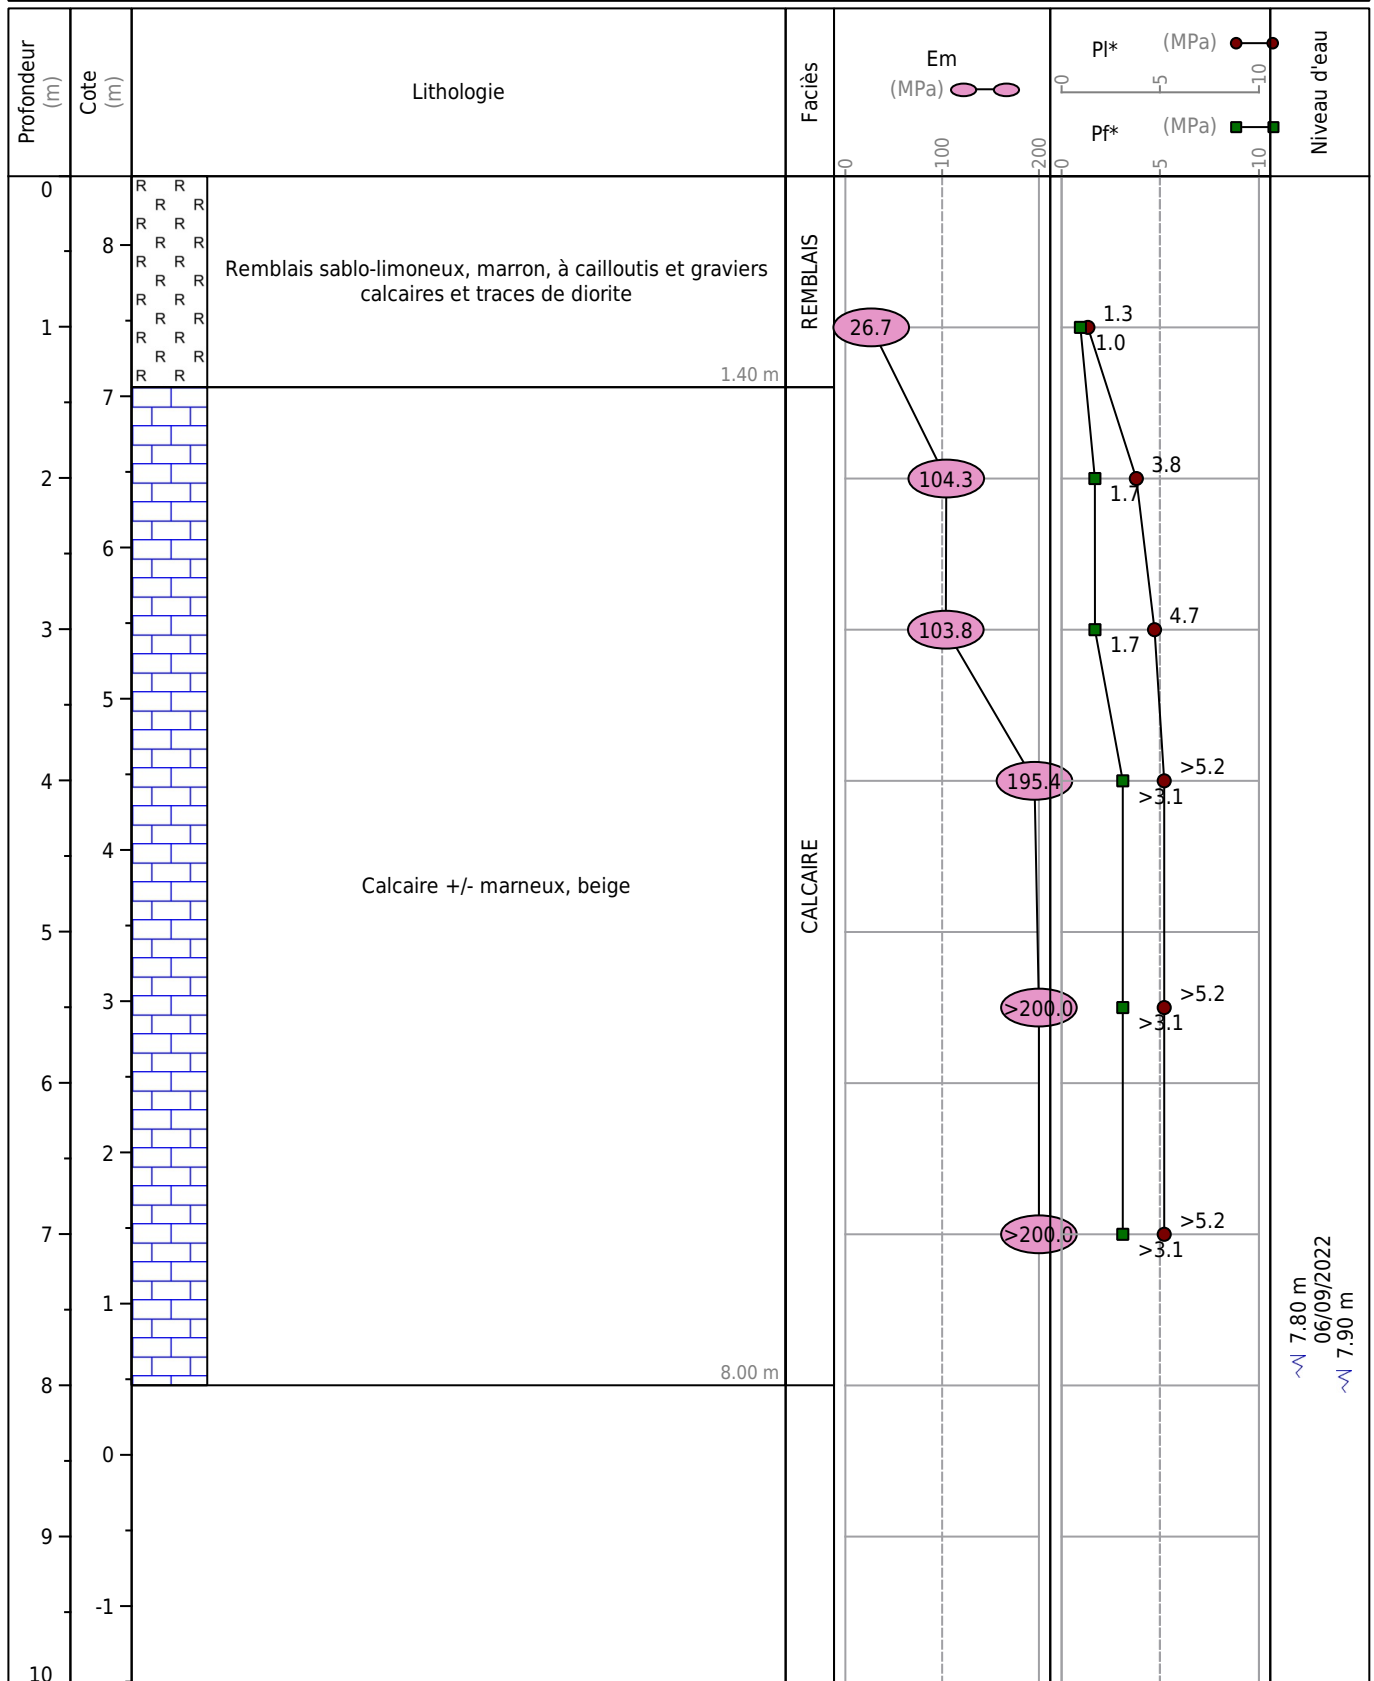 Profondeur
(m)
Cote
(m)
Lithologie
Faciès
Em
(MPa)
0 100 200
Pl* (MPa)
0 5 10
Pf* (MPa)
0 5 10
Niveau d'eau
0
1
2
3
4
5
6
7
8
9
10
8
7
6
5
4
3
2
1
0
-1
R R
R R
R R
R R
R R
R R
R R
R R
R R
R R
R R
Remblais sablo-limoneux, marron, à cailloutis et graviers
calcaires et traces de diorite
1.40 m
REMBLAIS
Calcaire +/- marneux, beige
8.00 m
CALCAIRE
26.7
104.3
103.8
195.4
>200.0
>200.0
1.3
1.0
3.8
1.7
4.7
1.7
>5.2
>3.1
>5.2
>3.1
>5.2
>3.1
7.80 m
06/09/2022
7.90 m